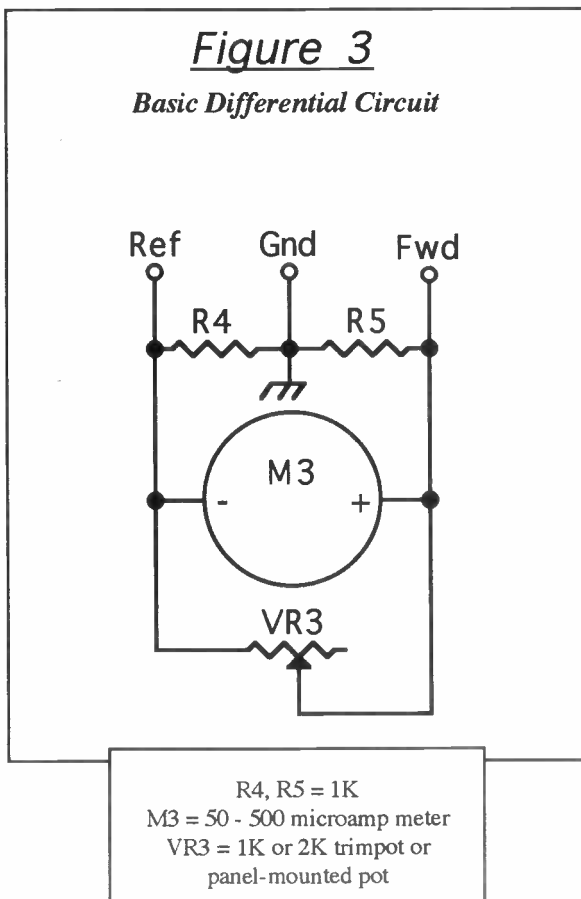 Figure 3
Basic Differential Circuit
Ref Gnd Fwd
R4 R5
M3
- +
VR3
R4, R5 = 1K
M3 = 50 - 500 microamp meter
VR3 = 1K or 2K trimpot or
panel-mounted pot